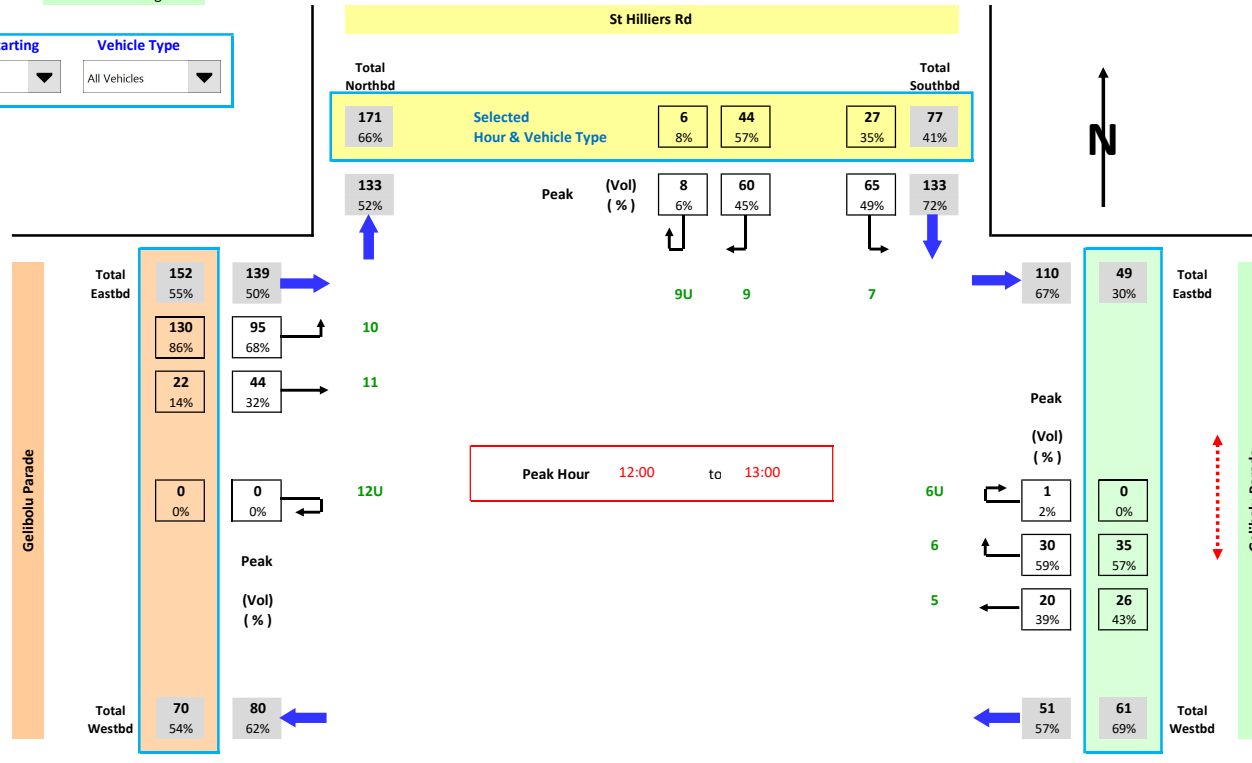 St Hilliers Rd
Vehicle Type
All Vehicles
Total
Northbd
Total
Southbd
171
66%
Selected
Hour & Vehicle Type
6
8%
44
57%
27
35%
77
41%
N
133
52%
Peak
(Vol)
( % )
8
6%
60
45%
65
49%
133
72%
Total
Eastbd
152
55%
139
50%
9U
9
7
110
67%
49
30%
Total
Eastbd
130
86%
95
68%
10
22
14%
44
32%
11
Peak
(Vol)
( % )
Gelibolu Parade
Peak Hour
12:00
to
13:00
0
0%
0
0%
12U
6U
1
2%
0
0%
Peak
(Vol)
( % )
6
30
59%
35
57%
5
20
39%
26
43%
Total
Westbd
70
54%
80
62%
51
57%
61
69%
Total
Westbd